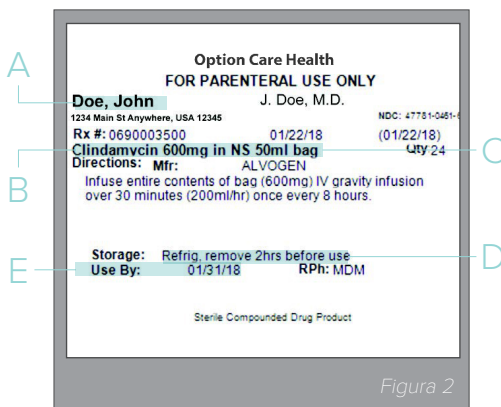 Option Care Health
FOR PARENTERAL USE ONLY
A
Doe, John J. Doe, M.D.
1234 Main St Anywhere, USA 12345 NDC: 47781-0461-
Rx #: 0690003500 01/22/18 (01/22/18)
B Clindamycin 600mg in NS 50ml bag Qty 24 C
Directions: Mfr: ALVOGEN
Infuse entire contents of bag (600mg) IV gravity infusion
over 30 minutes (200ml/hr) once every 8 hours.
Storage: Refrig, remove 2hrs before use D
E Use By: 01/31/18 RPh: MDM
Sterile Compounded Drug Product
Figura 2